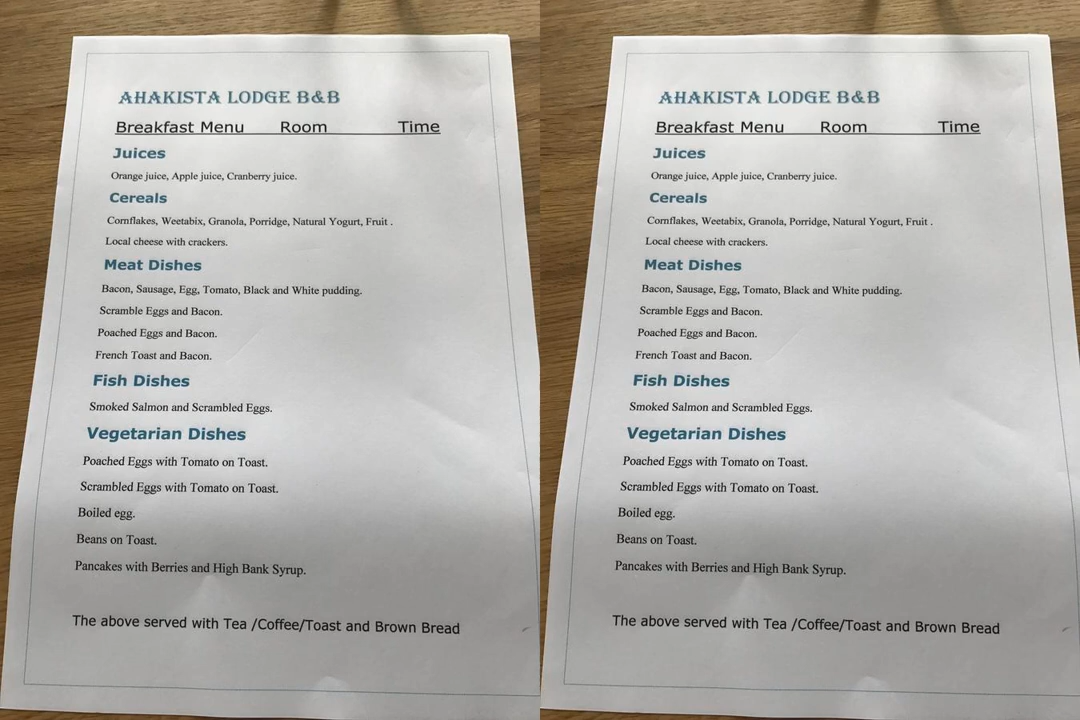 AHAKISTA LODGE B&B
Breakfast Menu Room Time
Juices
Orange juice, Apple juice, Cranberry juice.
Cereals
Cornflakes, Weetabix, Granola, Porridge, Natural Yogurt, Fruit .
Local cheese with crackers.
Meat Dishes
Bacon, Sausage, Egg, Tomato, Black and White pudding.
Scramble Eggs and Bacon.
Poached Eggs and Bacon.
French Toast and Bacon.
Fish Dishes
Smoked Salmon and Scrambled Eggs.
Vegetarian Dishes
Poached Eggs with Tomato on Toast.
Scrambled Eggs with Tomato on Toast.
Boiled egg.
Beans on Toast.
Pancakes with Berries and High Bank Syrup.
The above served with Tea /Coffee/Toast and Brown Bread
AHAKISTA LODGE B&B
Breakfast Menu Room Time
Juices
Orange juice, Apple juice, Cranberry juice.
Cereals
Cornflakes, Weetabix, Granola, Porridge, Natural Yogurt, Fruit .
Local cheese with crackers.
Meat Dishes
Bacon, Sausage, Egg, Tomato, Black and White pudding.
Scramble Eggs and Bacon.
Poached Eggs and Bacon.
French Toast and Bacon.
Fish Dishes
Smoked Salmon and Scrambled Eggs.
Vegetarian Dishes
Poached Eggs with Tomato on Toast.
Scrambled Eggs with Tomato on Toast.
Boiled egg.
Beans on Toast.
Pancakes with Berries and High Bank Syrup.
The above served with Tea /Coffee/Toast and Brown Bread